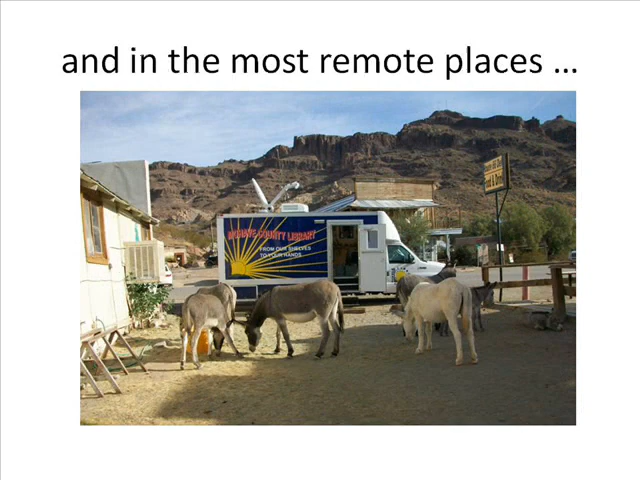 and in the most remote places ...
MOHAVE COUNTY LIBRARY
FROM OUR SHELVES
TO YOUR HANDS